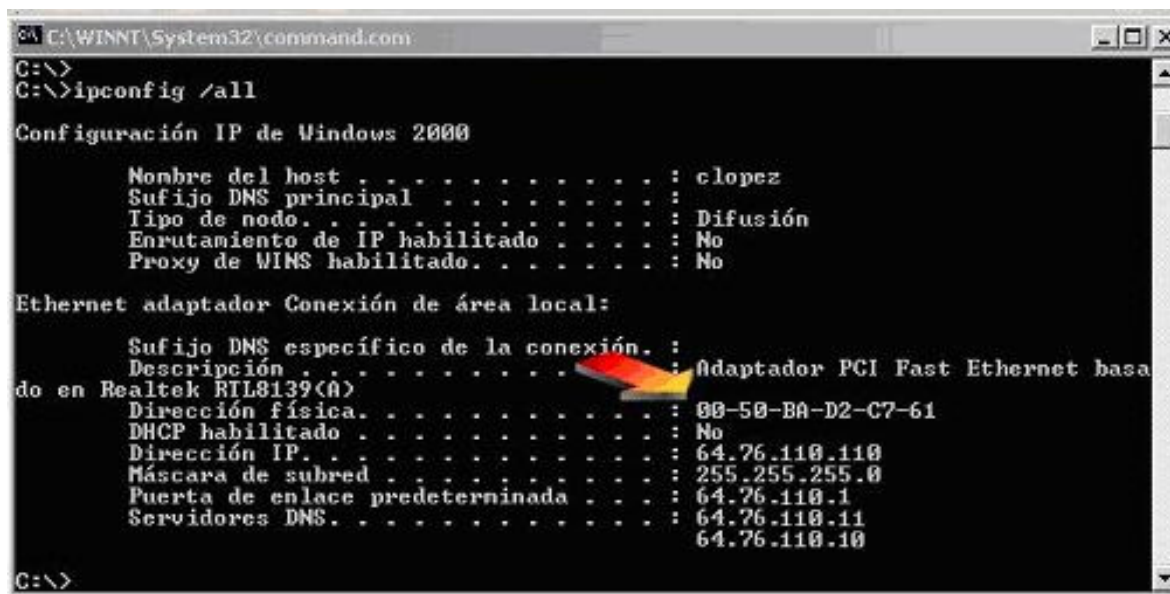 C:\WINNT\System32\command.com
C:\>
C:\>ipconfig /all
Configuración IP de Windows 2000
Nombre del host . . . . . . . . . . . . : clopez
Sufijo DNS principal . . . . . . . . . :
Tipo de nodo. . . . . . . . . . . . . . : Difusión
Enrutamiento de IP habilitado . . . . : No
Proxy de WINS habilitado. . . . . . . : No
Ethernet adaptador Conexión de área local:
Sufijo DNS específico de la conexión. :
Descripción . . . . . . . . . . . . . . : Adaptador PCI Fast Ethernet basa
do en Realtek RTL8139(A)
Dirección física. . . . . . . . . . . . : 00-50-BA-D2-C7-61
DHCP habilitado . . . . . . . . . . . . : No
Dirección IP. . . . . . . . . . . . . . : 64.76.110.110
Máscara de subred . . . . . . . . . . . : 255.255.255.0
Puerta de enlace predeterminada . . . : 64.76.110.1
Servidores DNS. . . . . . . . . . . . . : 64.76.110.11
64.76.110.10
C:\>